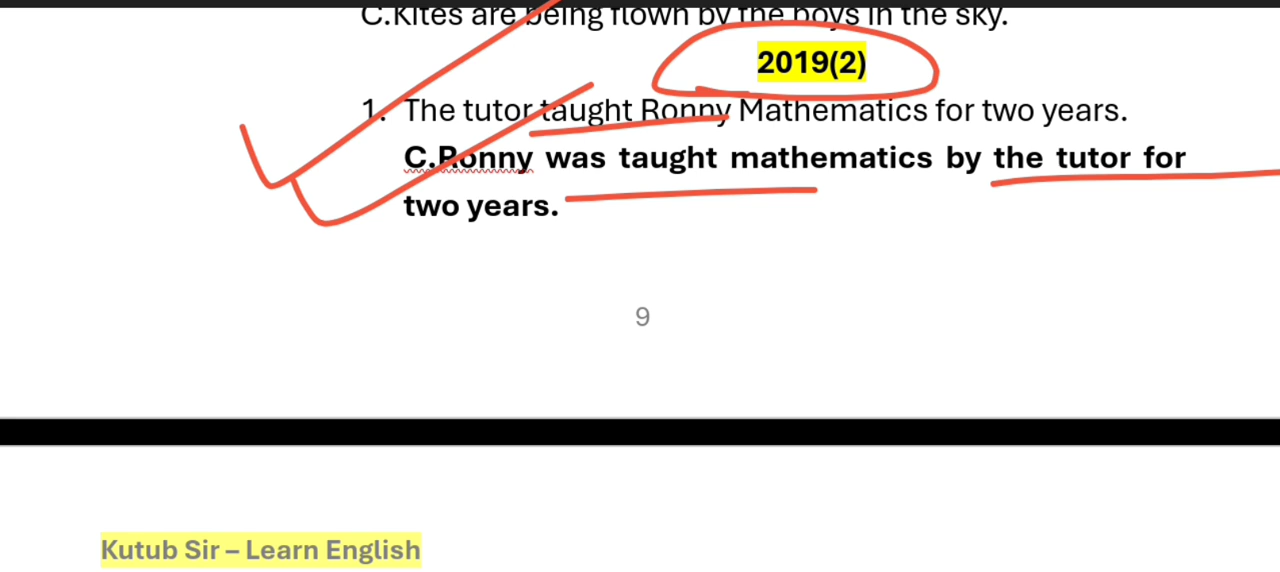 C.Kites are being flown by the boys in the sky.
2019(2)
1. The tutor taught Ronny Mathematics for two years.
C.Ronny was taught mathematics by the tutor for
two years.
9
Kutub Sir – Learn English